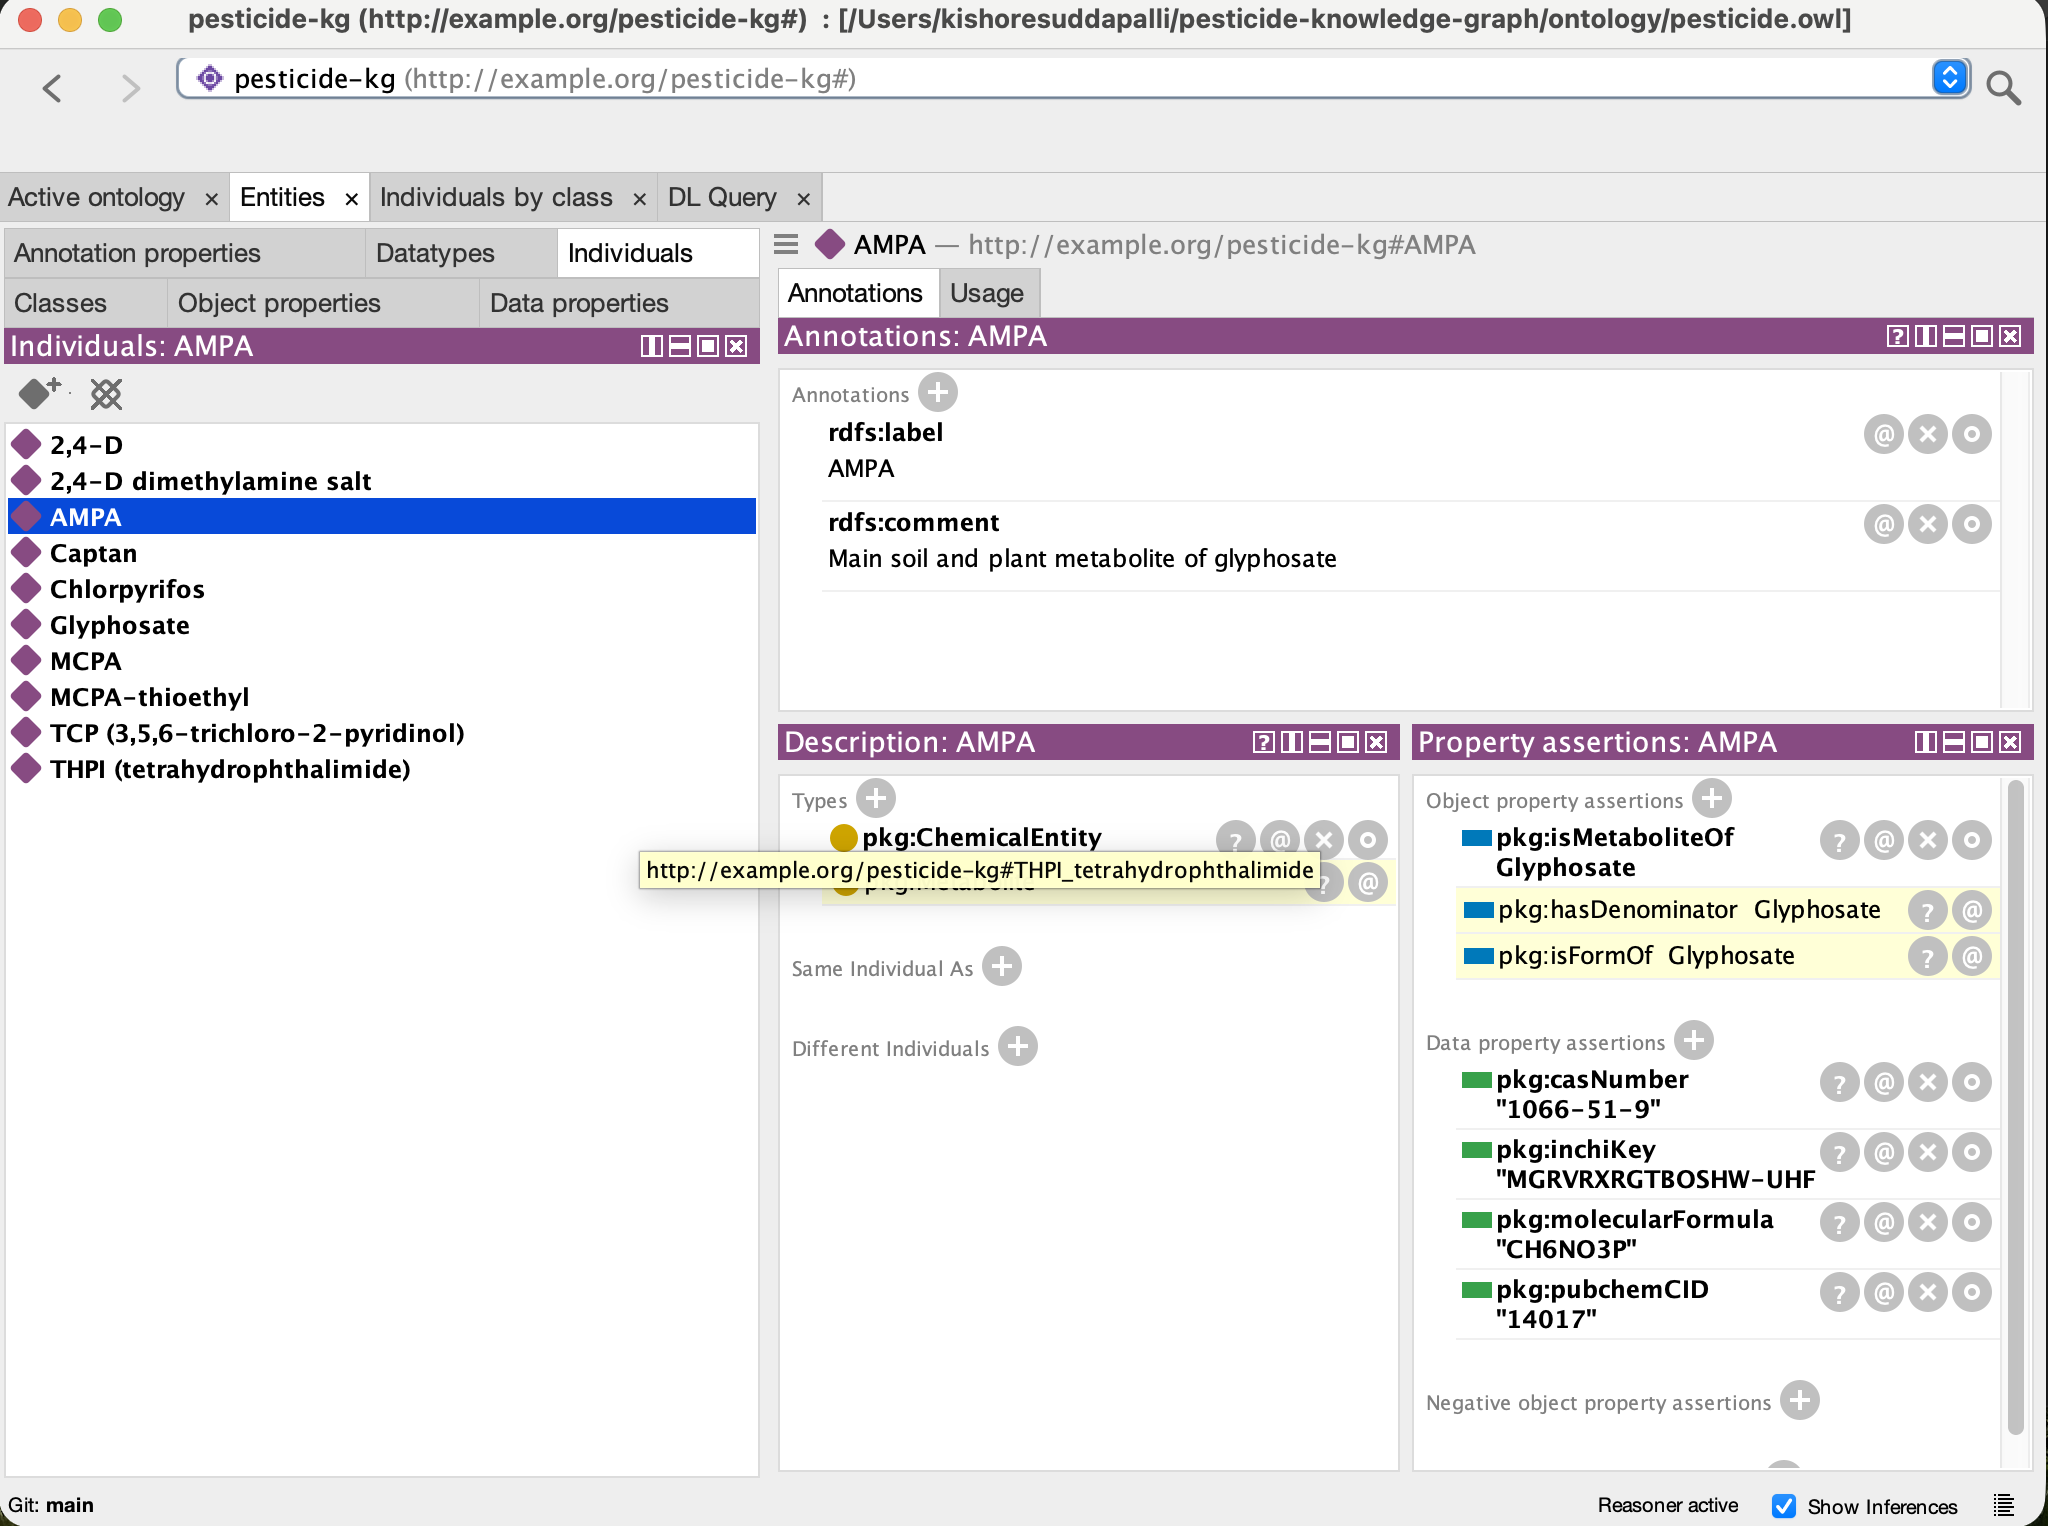 pesticide-kg (http://example.org/pesticide-kg#) : [/Users/kishoresuddapalli/pesticide-knowledge-graph/ontology/pesticide.owl]
pesticide-kg (http://example.org/pesticide-kg#)
Active ontology × Entities × Individuals by class × DL Query ×
Annotation properties Datatypes Individuals
Classes Object properties Data properties
Individuals: AMPA
2,4-D
2,4-D dimethylamine salt
AMPA
Captan
Chlorpyrifos
Glyphosate
MCPA
MCPA-thioethyl
TCP (3,5,6-trichloro-2-pyridinol)
THPI (tetrahydrophthalimide)
AMPA — http://example.org/pesticide-kg#AMPA
Annotations Usage
Annotations: AMPA
Annotations
rdfs:label
AMPA
rdfs:comment
Main soil and plant metabolite of glyphosate
Description: AMPA
Types
pkg:ChemicalEntity
http://example.org/pesticide-kg#THPI_tetrahydrophthalimide
pkg:Metabolite
Same Individual As
Different Individuals
Property assertions: AMPA
Object property assertions
pkg:isMetaboliteOf
Glyphosate
pkg:hasDenominator Glyphosate
pkg:isFormOf Glyphosate
Data property assertions
pkg:casNumber
"1066-51-9"
pkg:inchiKey
"MGRVRXRGTBOSHW-UHF
pkg:molecularFormula
"CH6NO3P"
pkg:pubchemCID
"14017"
Negative object property assertions
Git: main
Reasoner active Show Inferences